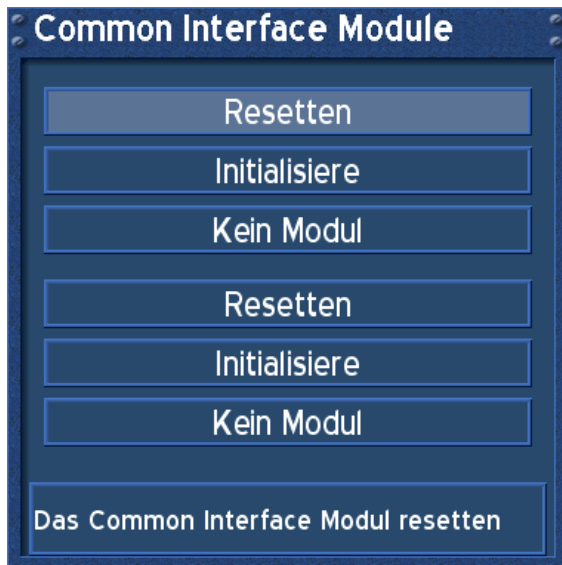 Common Interface Module
Resetten
Initialisiere
Kein Modul
Resetten
Initialisiere
Kein Modul
Das Common Interface Modul resetten